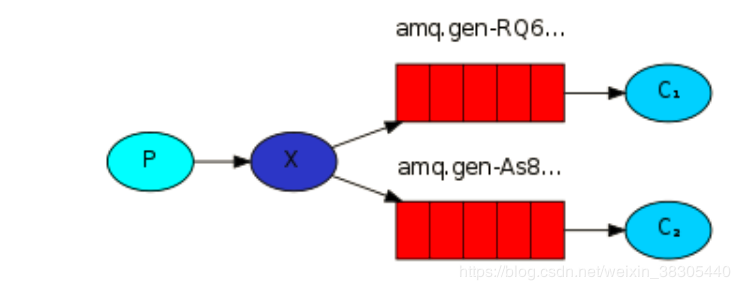 amq.gen-RQ6...
C₁
P
X
amq.gen-As8...
C₂
https://blog.csdn.net/weixin_38305440